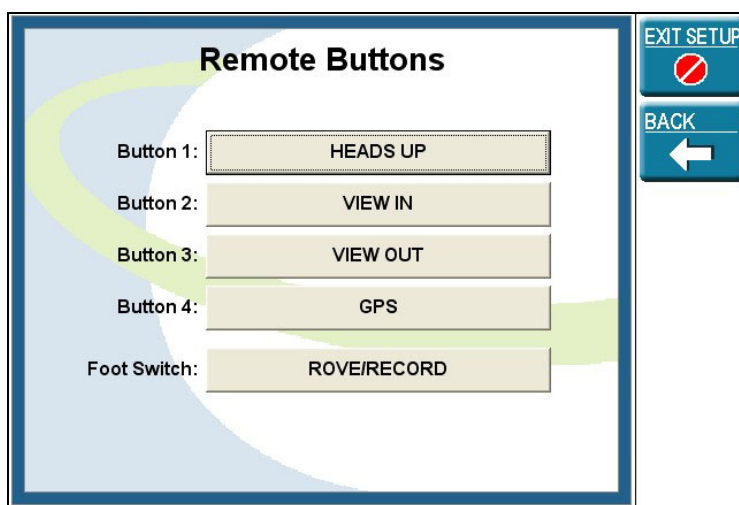 Remote Buttons
Button 1: HEADS UP
Button 2: VIEW IN
Button 3: VIEW OUT
Button 4: GPS
Foot Switch: ROVE/RECORD
EXIT SETUP
BACK